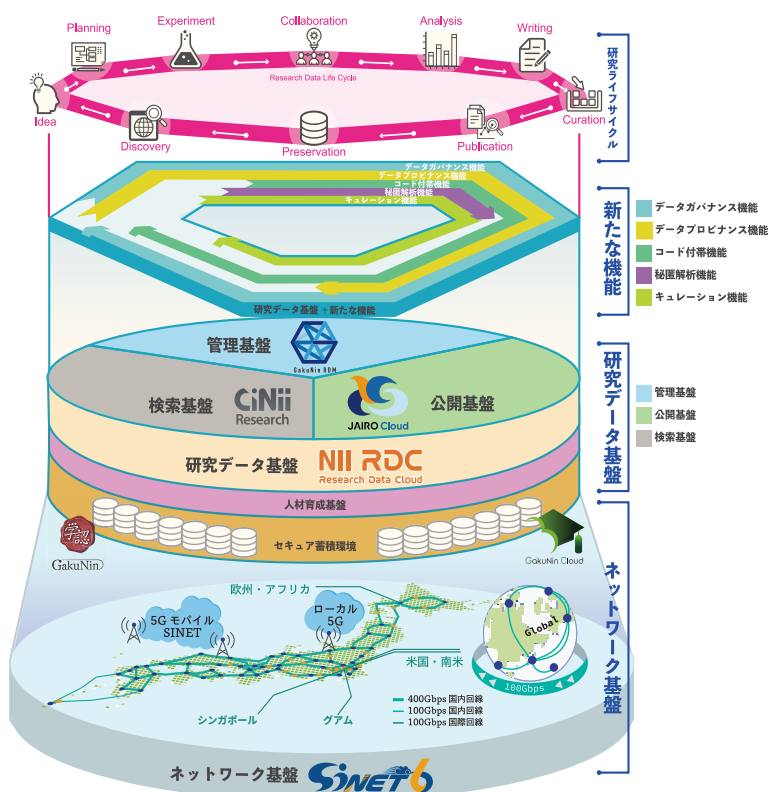 Planning
Experiment
Collaboration
Analysis
Writing
Research Data Life Cycle
Idea
Curation
Discovery
Preservation
Publication
研究ライフサイクル
データガバナンス機能
データプロビナンス機能
コード付帯機能
秘匿解析機能
キュレーション機能
研究データ基盤+新たな機能
新たな機能
データガバナンス機能
データプロビナンス機能
コード付帯機能
秘匿解析機能
キュレーション機能
管理基盤
GakuNin RDM
検索基盤
CiNii
Research
JAIRO Cloud
公開基盤
研究データ基盤
NII RDC
Research Data Cloud
人材育成基盤
セキュア蓄積環境
学認
GakuNin
GakuNin Cloud
研究データ基盤
管理基盤
公開基盤
検索基盤
欧州・アフリカ
5G モバイル
SINET
ローカル
5G
Global
100Gbps
米国・南米
シンガポール
グアム
400Gbps 国内回線
100Gbps 国内回線
100Gbps 国際回線
ネットワーク基盤
SINET6
ネットワーク基盤